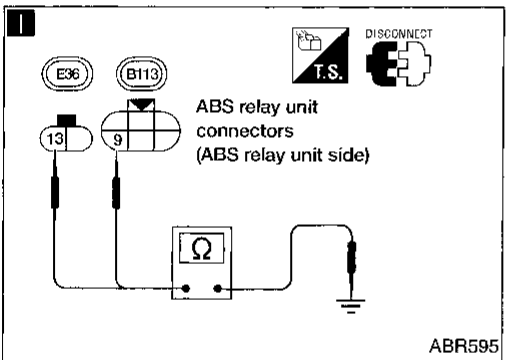 I
E36
B113
T.S.
DISCONNECT
ABS relay unit
connectors
(ABS relay unit side)
13
9
Ω
ABR595